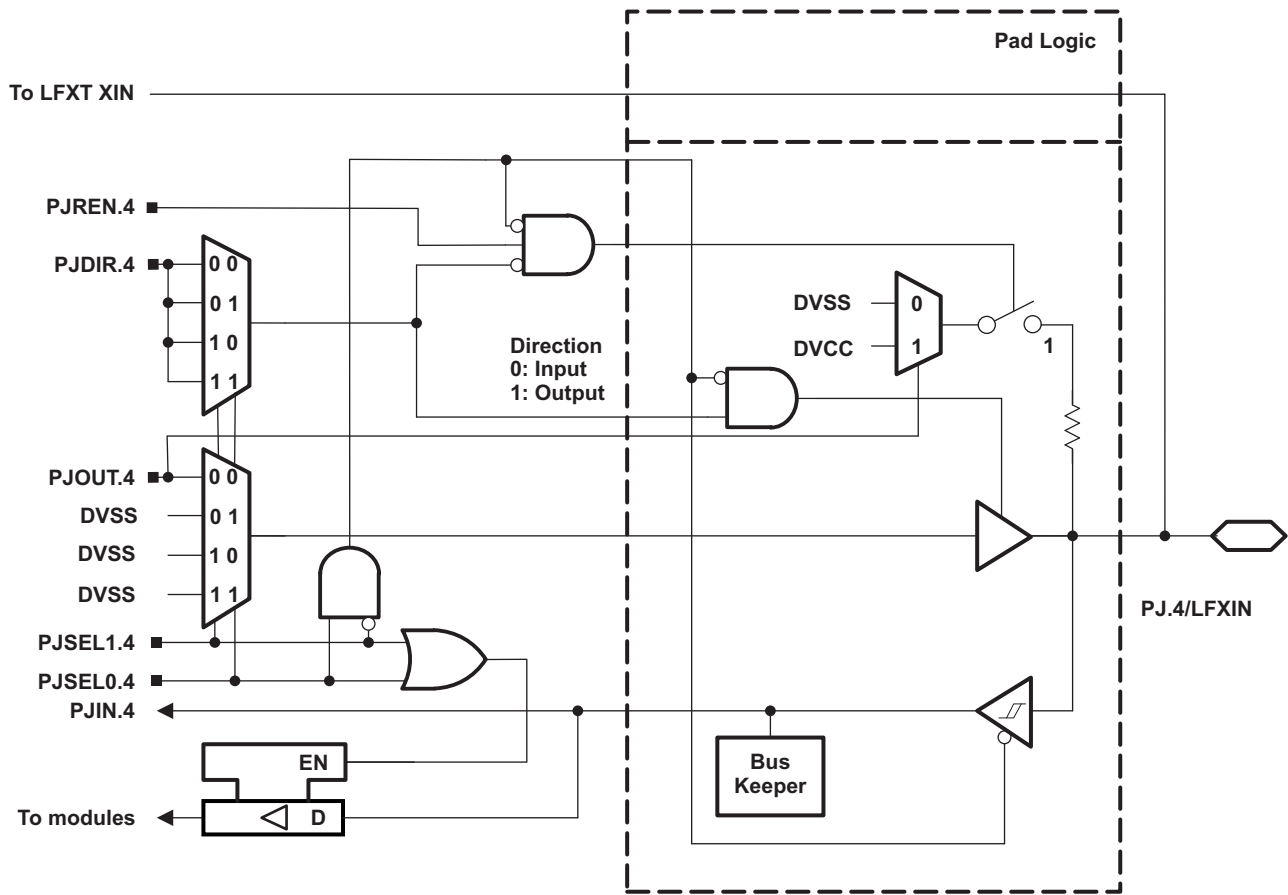 Pad Logic
To LFXT XIN
PJREN.4
PJDIR.4
0 0
0 1
1 0
1 1
Direction
0: Input
1: Output
DVSS
0
DVCC
1
1
PJOUT.4
0 0
DVSS
0 1
DVSS
1 0
DVSS
1 1
PJ.4/LFXIN
PJSEL1.4
PJSEL0.4
PJIN.4
Bus
Keeper
EN
To modules
D